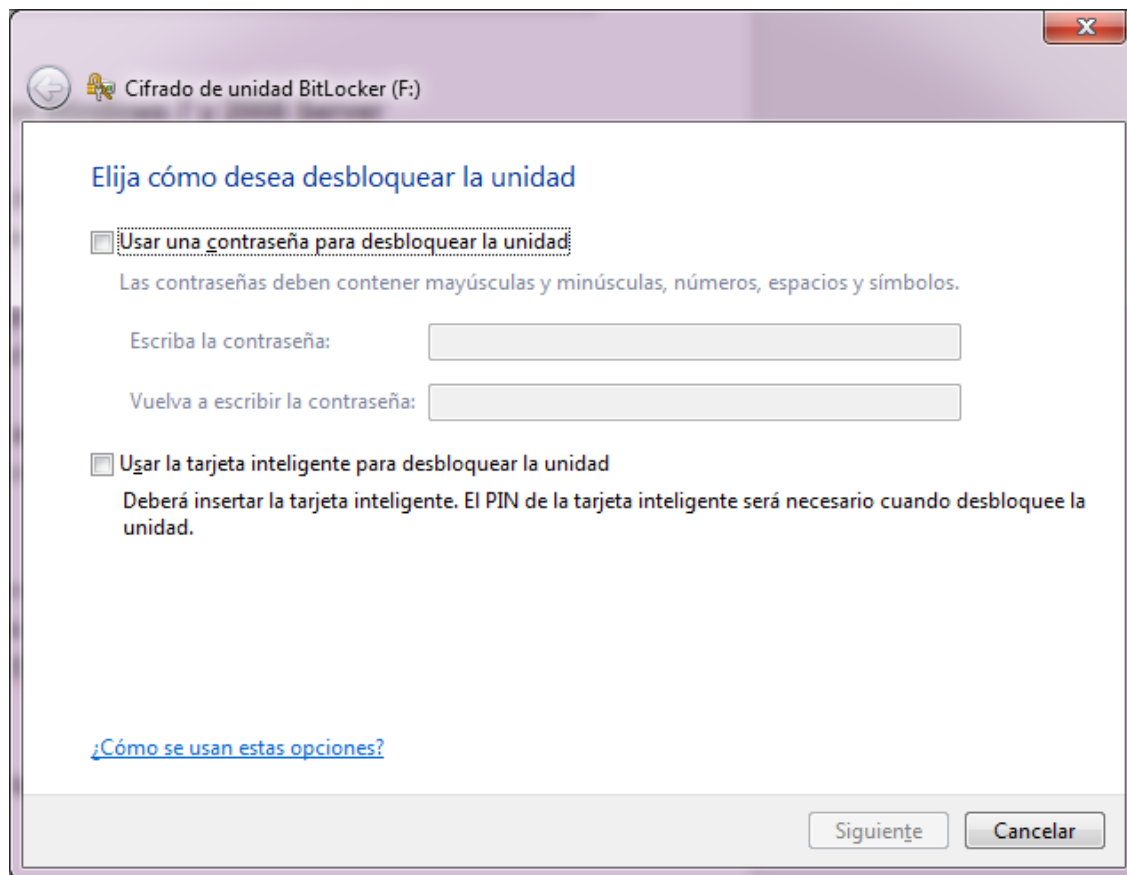 Cifrado de unidad BitLocker (F:)
Elija cómo desea desbloquear la unidad
Usar una contraseña para desbloquear la unidad
Las contraseñas deben contener mayúsculas y minúsculas, números, espacios y símbolos.
Escriba la contraseña:
Vuelva a escribir la contraseña:
Usar la tarjeta inteligente para desbloquear la unidad
Deberá insertar la tarjeta inteligente. El PIN de la tarjeta inteligente será necesario cuando desbloquee la
unidad.
¿Cómo se usan estas opciones?
Siguiente
Cancelar